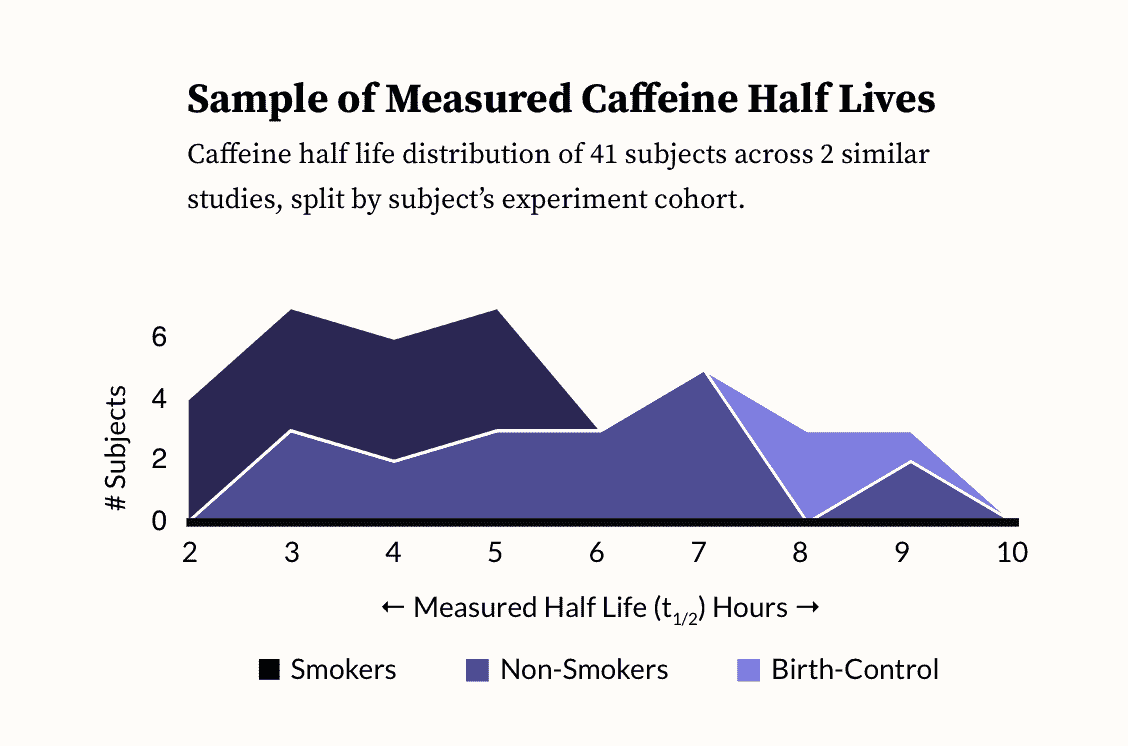 Sample of Measured Caffeine Half Lives
Caffeine half life distribution of 41 subjects across 2 similar
studies, split by subject’s experiment cohort.
# Subjects
6
4
2
0
2 3 4 5 6 7 8 9 10
← Measured Half Life (t1/2) Hours →
Smokers Non-Smokers Birth-Control